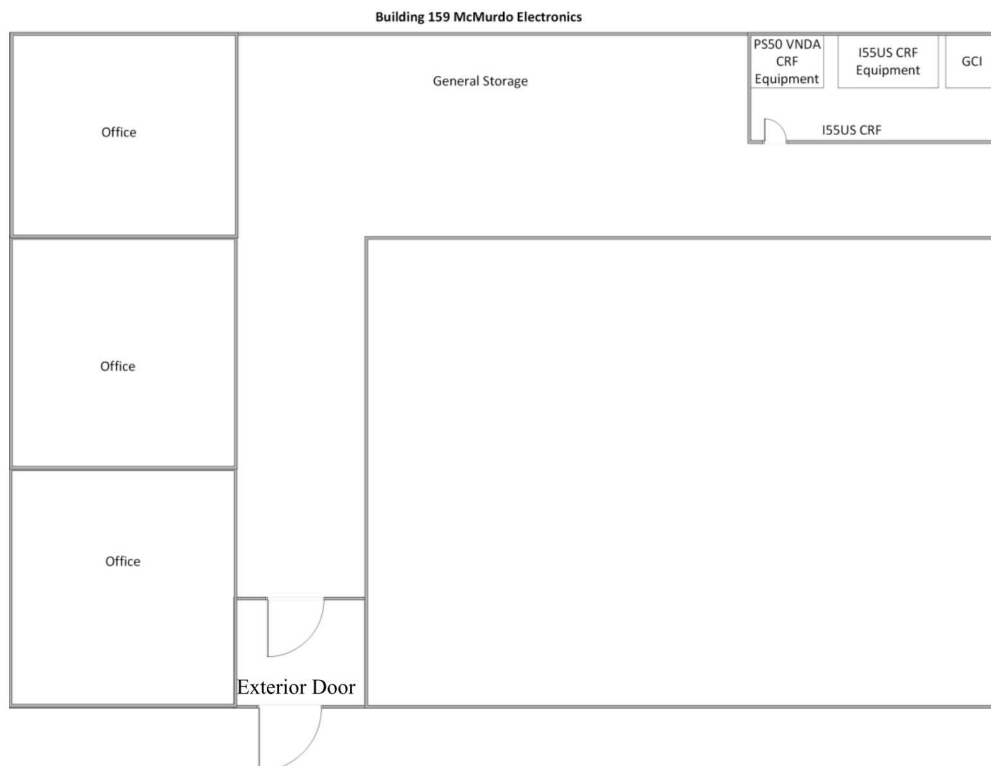 Building 159 McMurdo Electronics
PS50 VNDA
CRF
Equipment
I55US CRF
Equipment
GCI
General Storage
Office
I55US CRF
Office
Office
Exterior Door